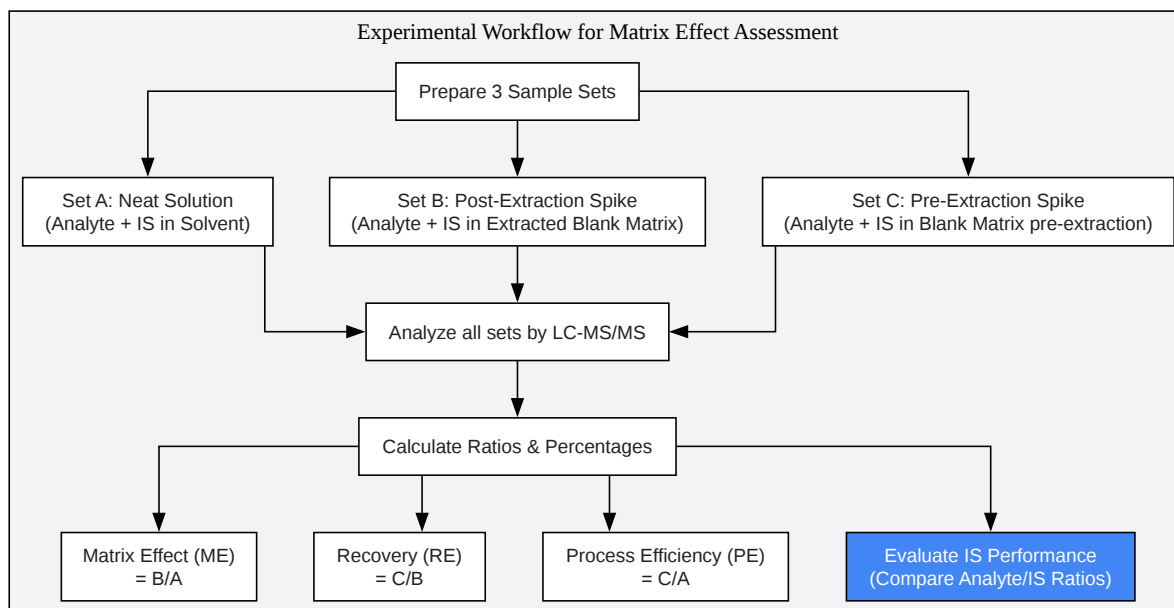 Experimental Workflow for Matrix Effect Assessment
Prepare 3 Sample Sets
Set A: Neat Solution
(Analyte + IS in Solvent)
Set B: Post-Extraction Spike
(Analyte + IS in Extracted Blank Matrix)
Set C: Pre-Extraction Spike
(Analyte + IS in Blank Matrix pre-extraction)
Analyze all sets by LC-MS/MS
Calculate Ratios & Percentages
Matrix Effect (ME)
= B/A
Recovery (RE)
= C/B
Process Efficiency (PE)
= C/A
Evaluate IS Performance
(Compare Analyte/IS Ratios)